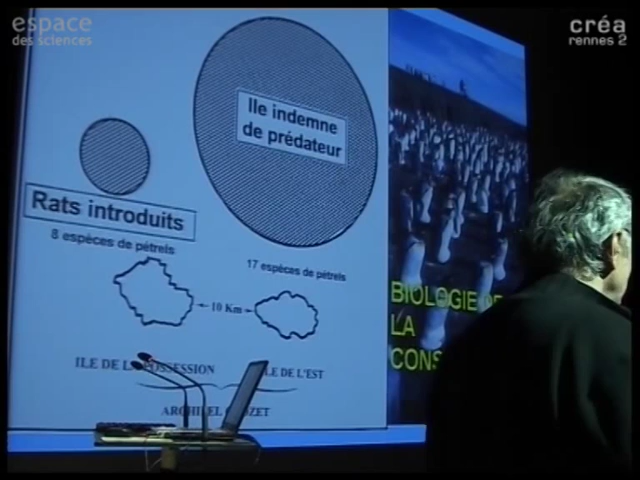 espace
des sciences
créa
rennes 2
Ile indemne
de prédateur
Rats introduits
8 espèces de pétrels
17 espèces de pétrels
10 Km
ILE DE
POSSESSION
DE L'EST
BIOLOGIE
LA
CONS